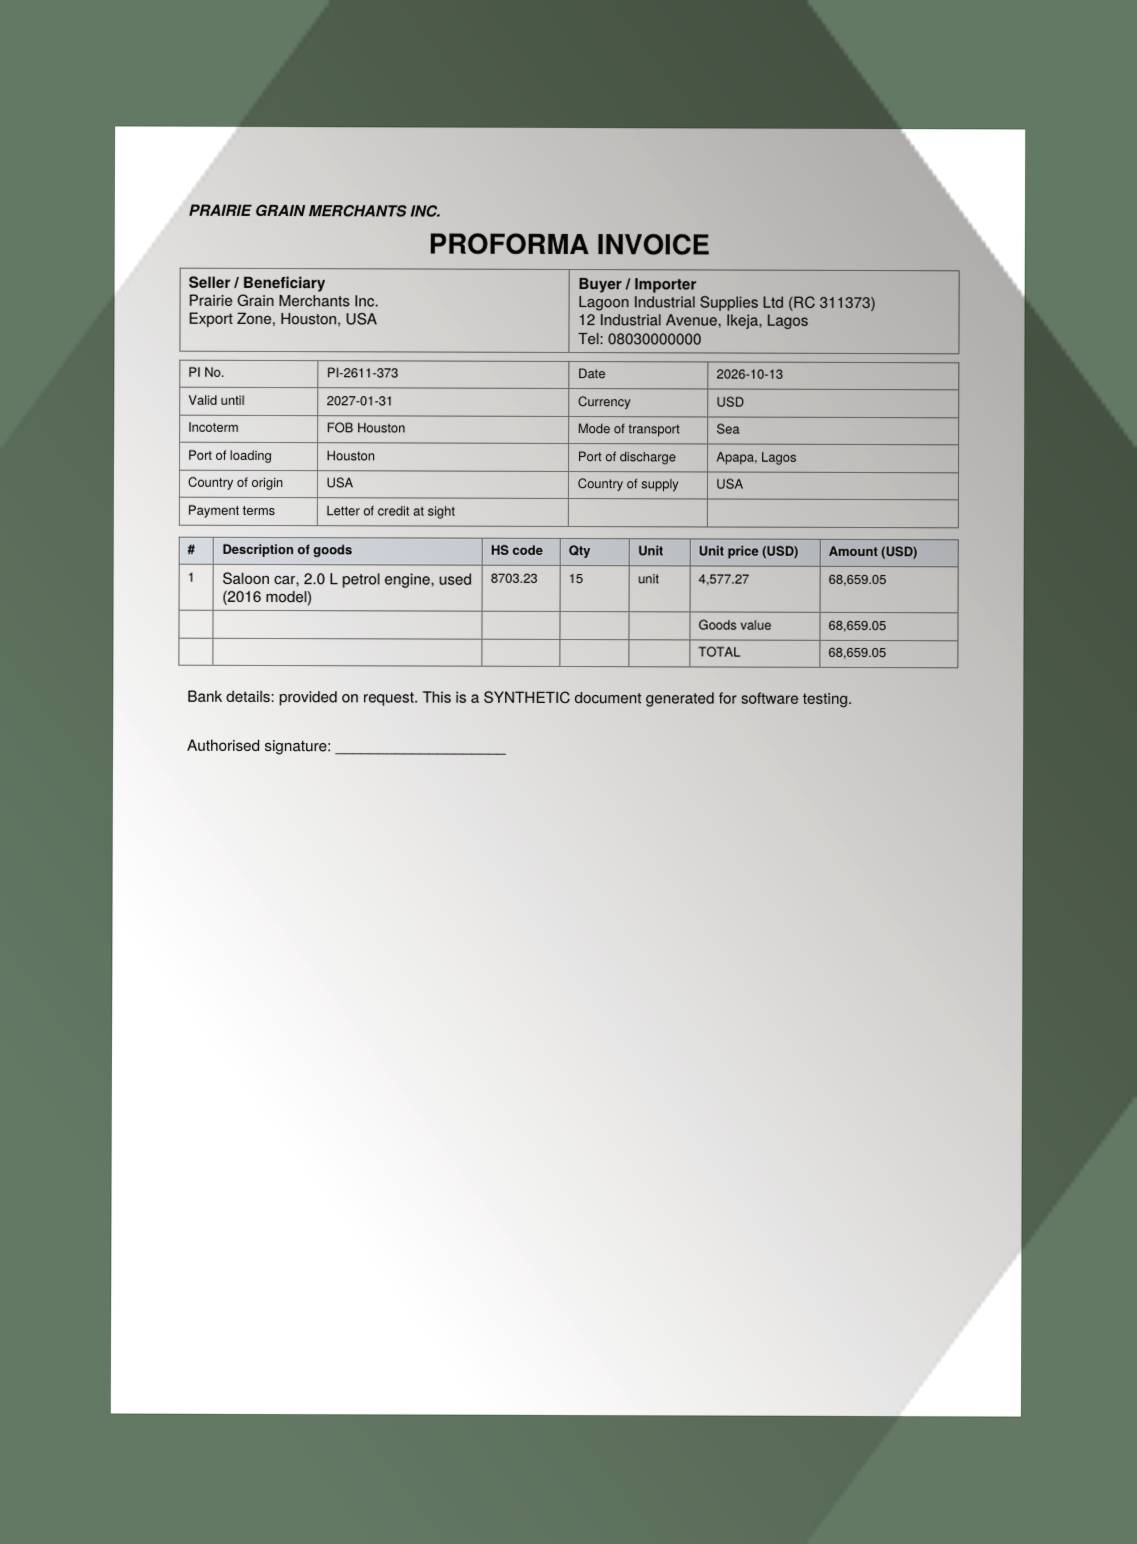 PRAIRIE GRAIN MERCHANTS INC.
PROFORMA INVOICE
Seller / Beneficiary
Prairie Grain Merchants Inc.
Export Zone, Houston, USA
Buyer / Importer
Lagoon Industrial Supplies Ltd (RC 311373)
12 Industrial Avenue, Ikeja, Lagos
Tel: 08030000000
PI No. PI-2611-373 Date 2026-10-13
Valid until 2027-01-31 Currency USD
Incoterm FOB Houston Mode of transport Sea
Port of loading Houston Port of discharge Apapa, Lagos
Country of origin USA Country of supply USA
Payment terms Letter of credit at sight
# Description of goods HS code Qty Unit Unit price (USD) Amount (USD)
1 Saloon car, 2.0 L petrol engine, used (2016 model) 8703.23 15 unit 4,577.27 68,659.05
Goods value 68,659.05
TOTAL 68,659.05
Bank details: provided on request. This is a SYNTHETIC document generated for software testing.
Authorised signature: ____________________